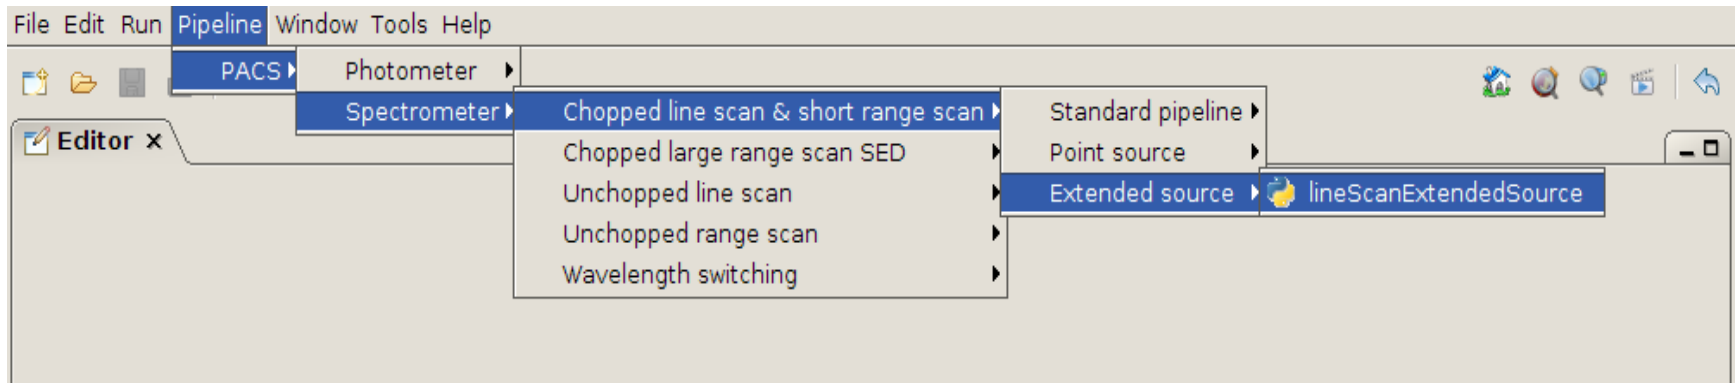 File Edit Run Pipeline Window Tools Help
PACS Photometer
Spectrometer Chopped line scan & short range scan Standard pipeline
Editor x Chopped large range scan SED Point source
Unchopped line scan Extended source lineScanExtendedSource
Unchopped range scan
Wavelength switching